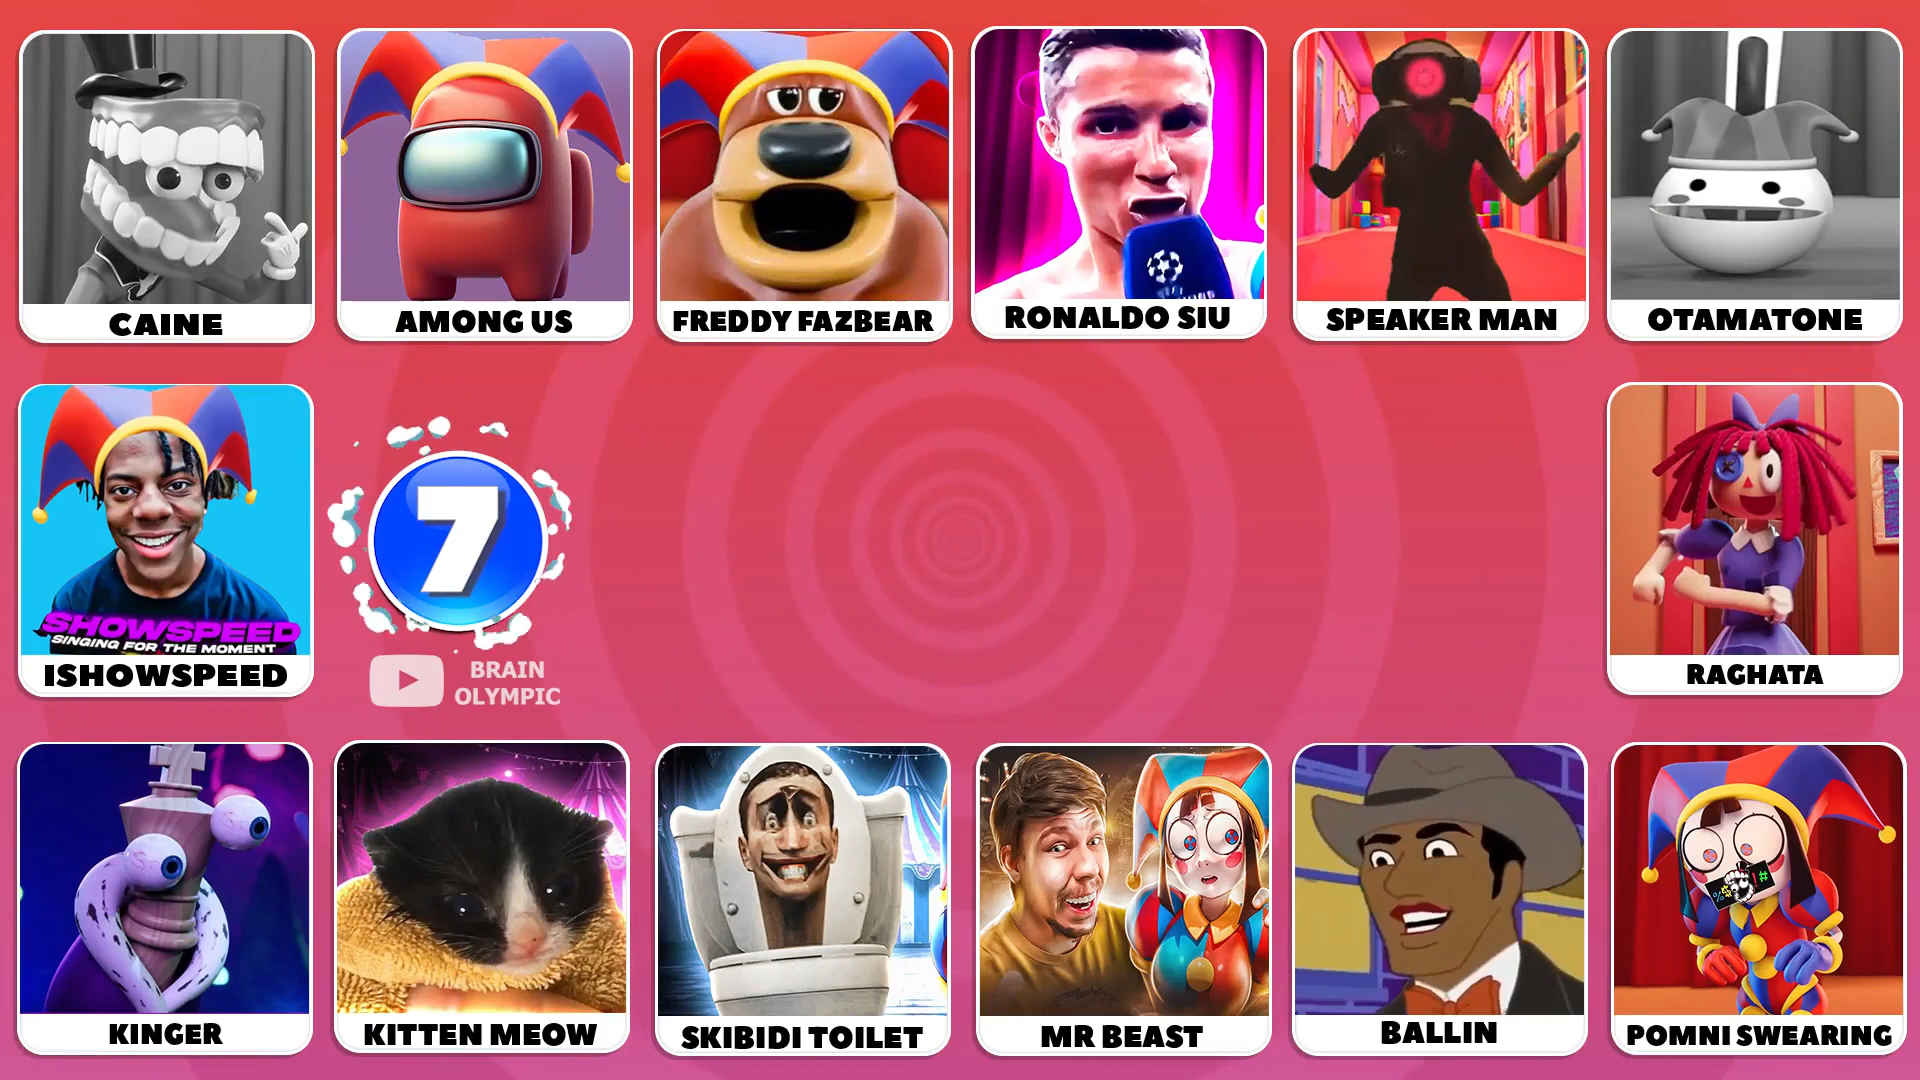 CAINE
AMONG US
FREDDY FAZBEAR
RONALDO SIU
SPEAKER MAN
OTAMATONE
SHOWSPEED
SINGING FOR THE MOMENT
ISHOWSPEED
7
BRAIN
OLYMPIC
RAGHATA
KINGER
KITTEN MEOW
SKIBIDI TOILET
MR BEAST
BALLIN
POMNI SWEARING